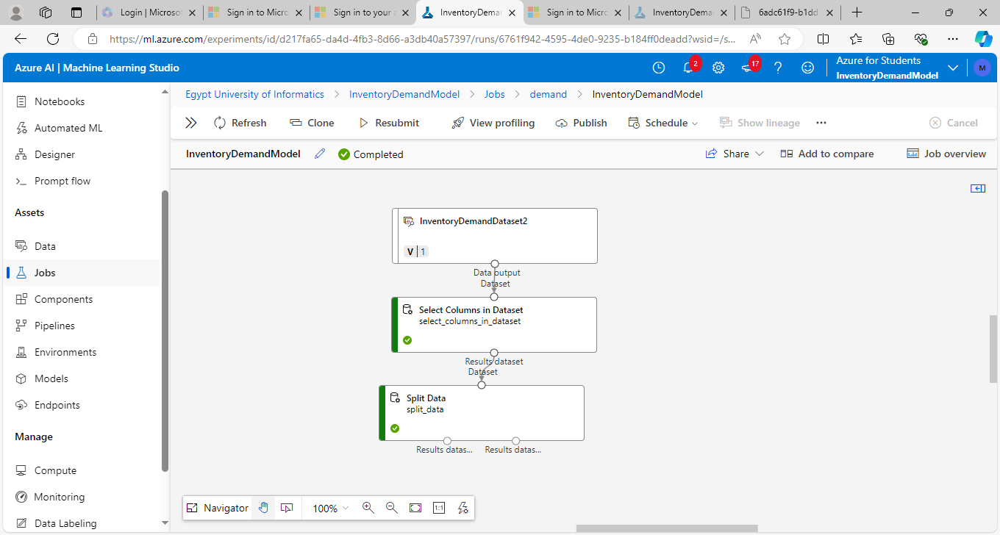 Login | Microsof
Sign in to Micro
Sign in to your a
InventoryDeman
Sign in to Micro
InventoryDeman
6adc61f9-b1dd
https://ml.azure.com/experiments/id/d217fa65-da4d-4fb3-8d66-a3db40a57397/runs/6761f942-4595-4de0-9235-b184ff0deadd?wsid=/s...
Azure AI | Machine Learning Studio
2
17
Azure for Students
InventoryDemandModel
M
Notebooks
Automated ML
Designer
Prompt flow
Assets
Data
Jobs
Components
Pipelines
Environments
Models
Endpoints
Manage
Compute
Monitoring
Data Labeling
Egypt University of Informatics > InventoryDemandModel > Jobs > demand > InventoryDemandModel
Refresh Clone Resubmit View profiling Publish Schedule Show lineage ... Cancel
InventoryDemandModel Completed Share Add to compare Job overview
InventoryDemandDataset2
V | 1
Data output
Dataset
Select Columns in Dataset
select_columns_in_dataset
Results dataset
Dataset
Split Data
split_data
Results datas... Results datas...
Navigator 100% 1:1